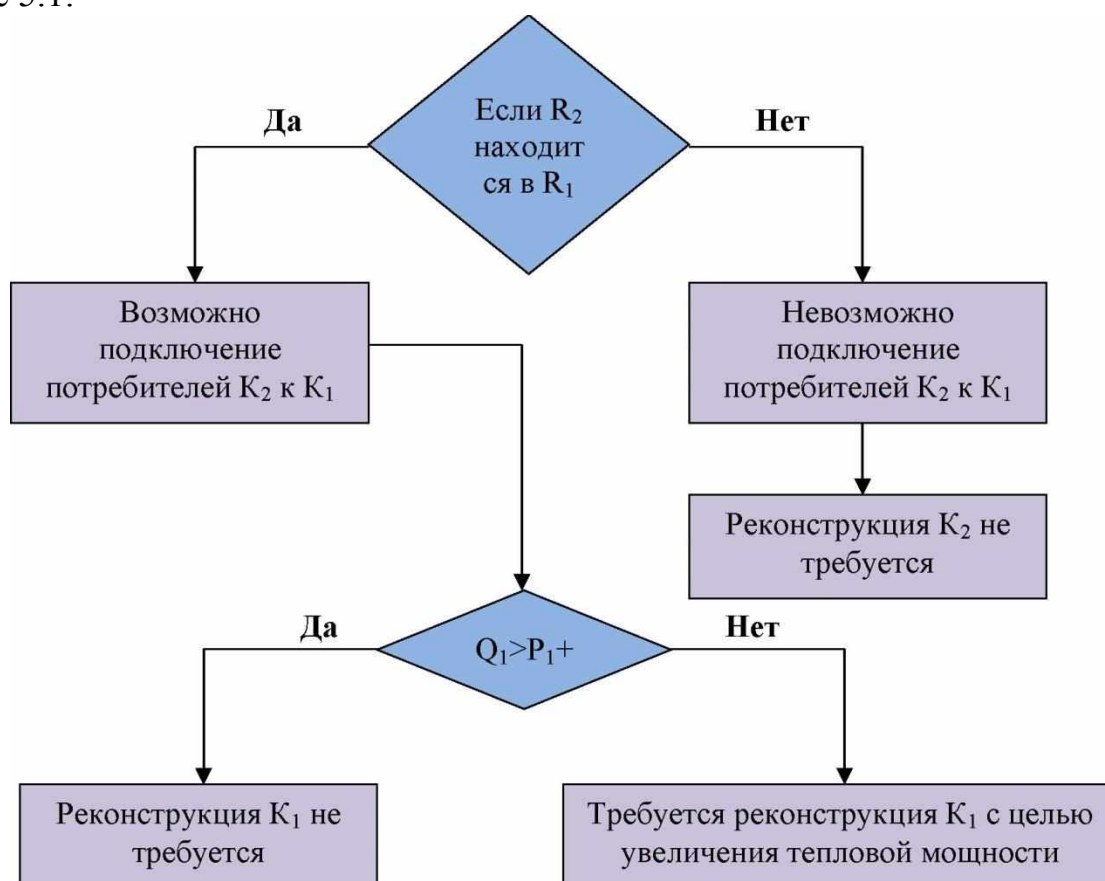 Да
Если R₂
находит
ся в R₁
Нет
Возможно
подключение
потребителей К₂ к К₁
Невозможно
подключение
потребителей К₂ к К₁
Реконструкция К₂ не
требуется
Да
Q₁>P₁+
Нет
Реконструкция К₁ не
требуется
Требуется реконструкция К₁ с целью
увеличения тепловой мощности